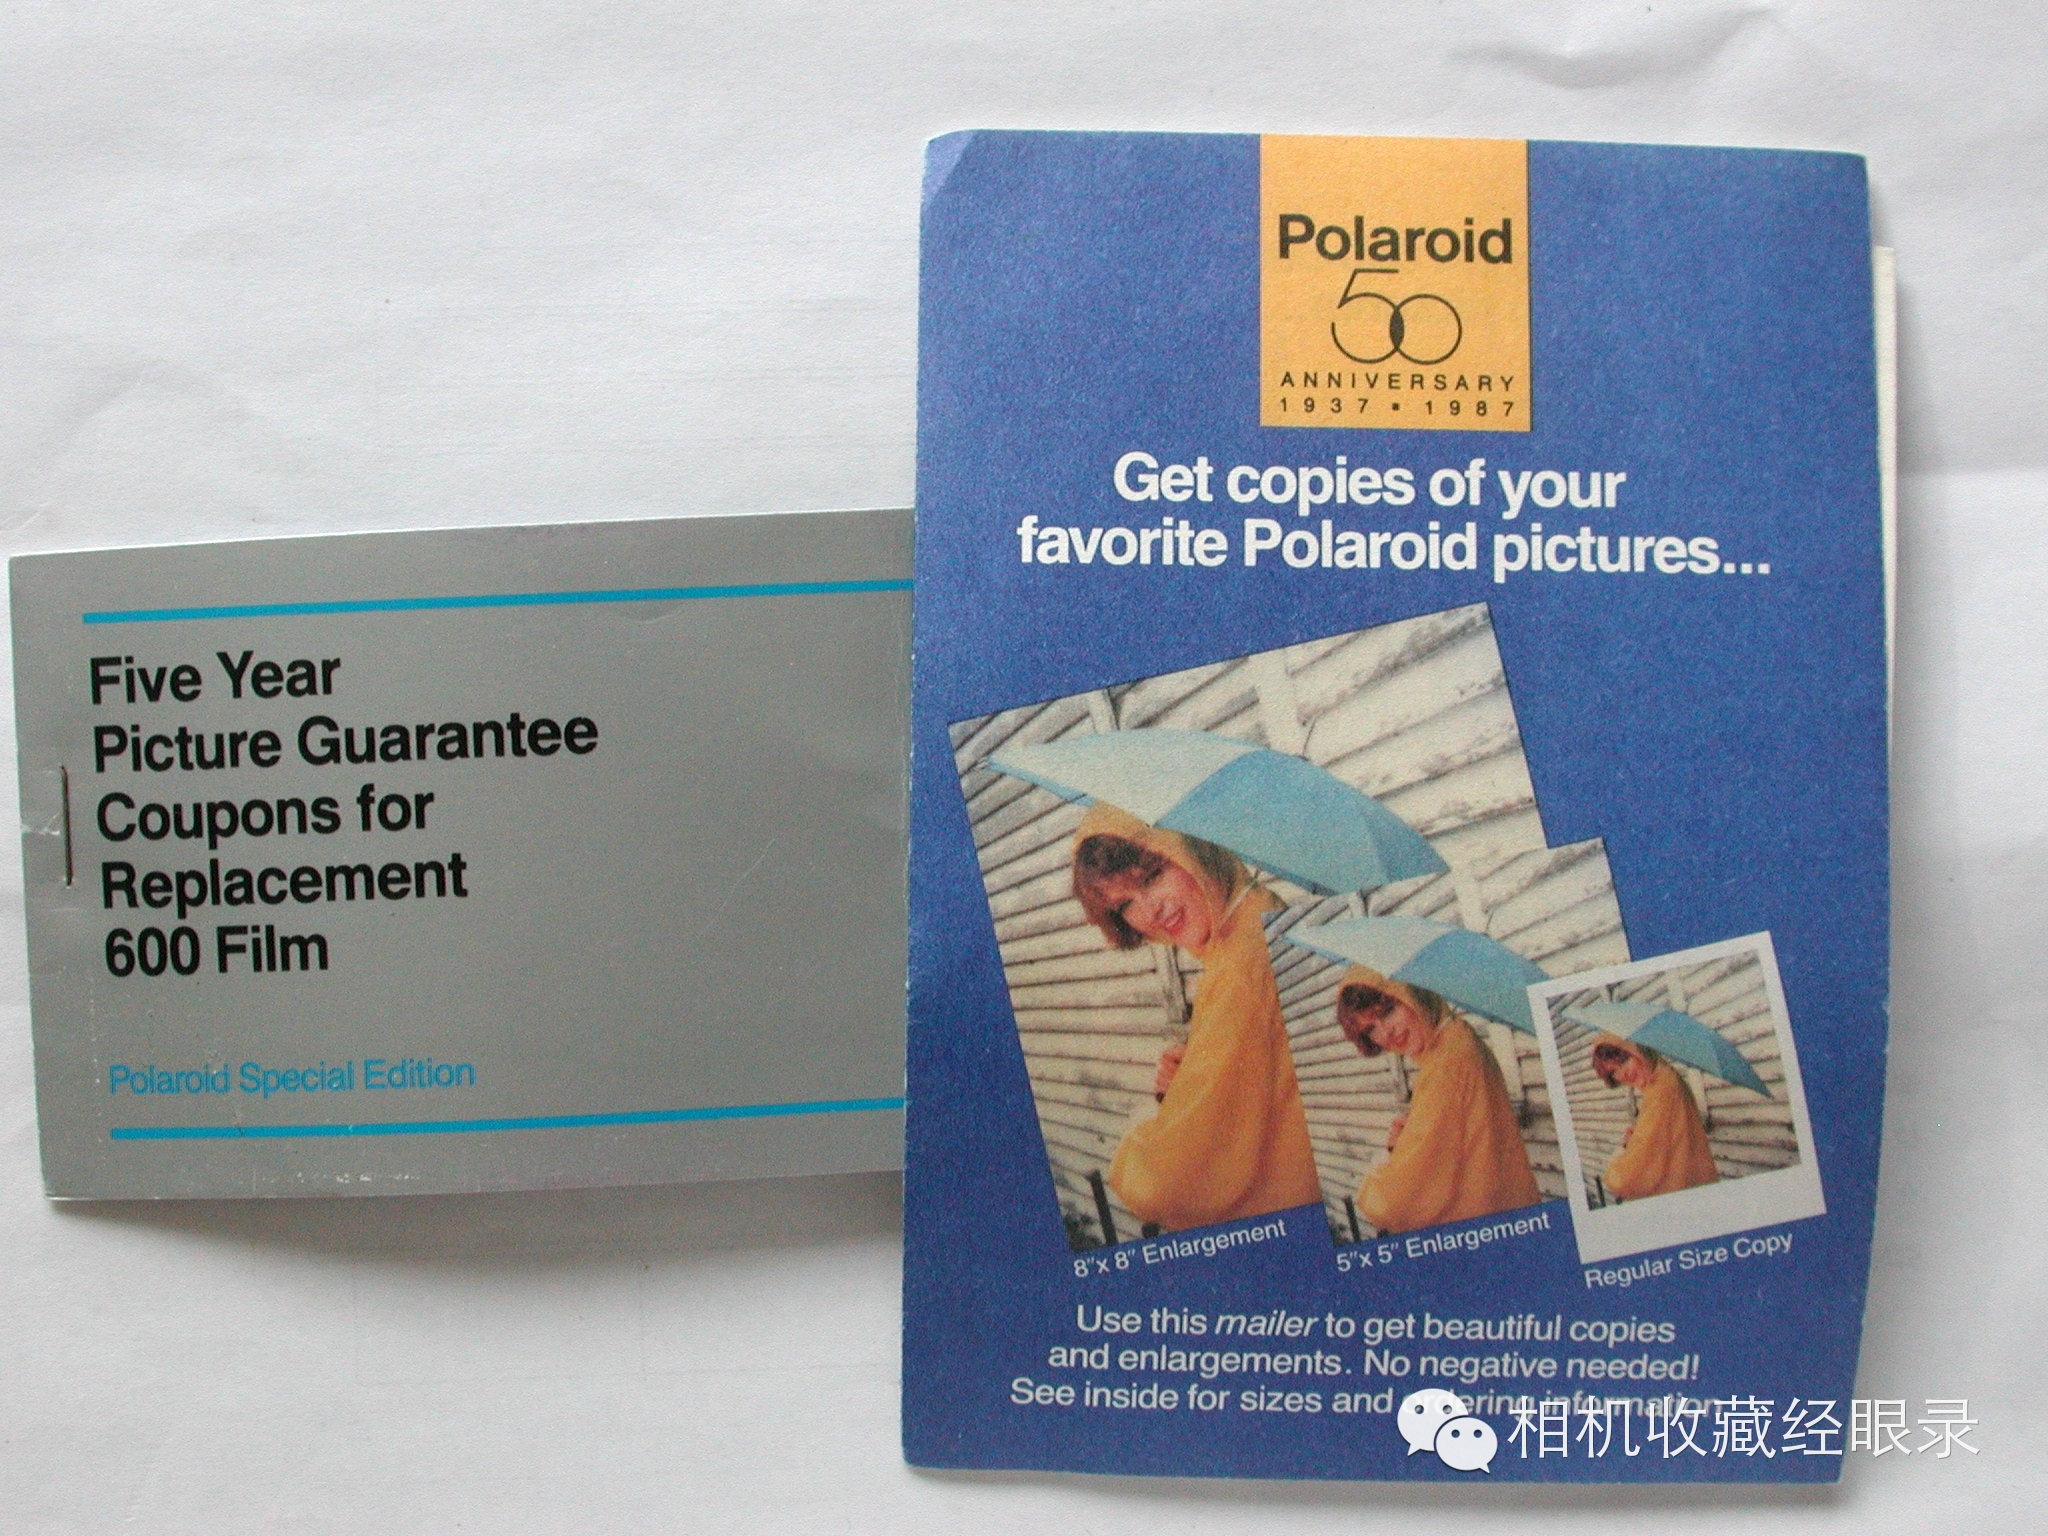 Five Year
Picture Guarantee
Coupons for
Replacement
600 Film
Polaroid Special Edition
Polaroid
50
ANNIVERSARY
1937 ▪ 1987
Get copies of your
favorite Polaroid pictures...
8"x 8" Enlargement
5"x 5" Enlargement
Regular Size Copy
Use this mailer to get beautiful copies
and enlargements. No negative needed!
See inside for sizes and ordering information.
相机收藏经眼录